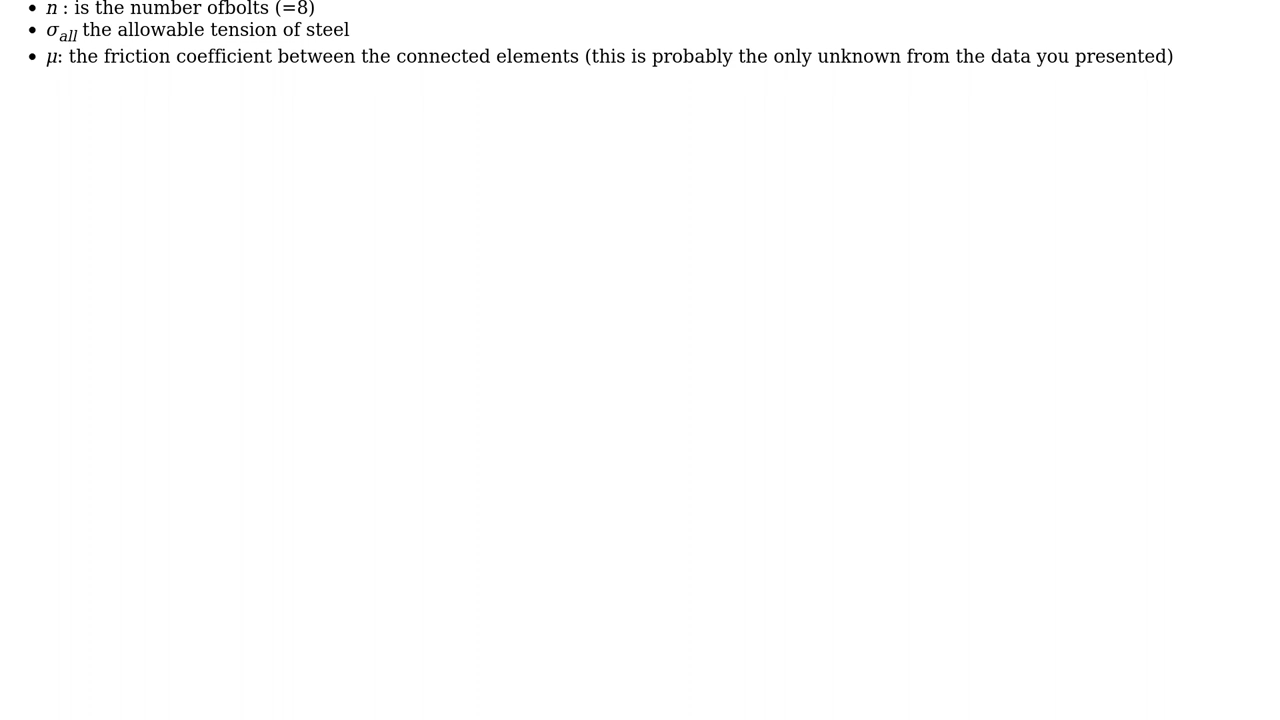 • n : is the number ofbolts (=8)
• σ_all the allowable tension of steel
• μ: the friction coefficient between the connected elements (this is probably the only unknown from the data you presented)